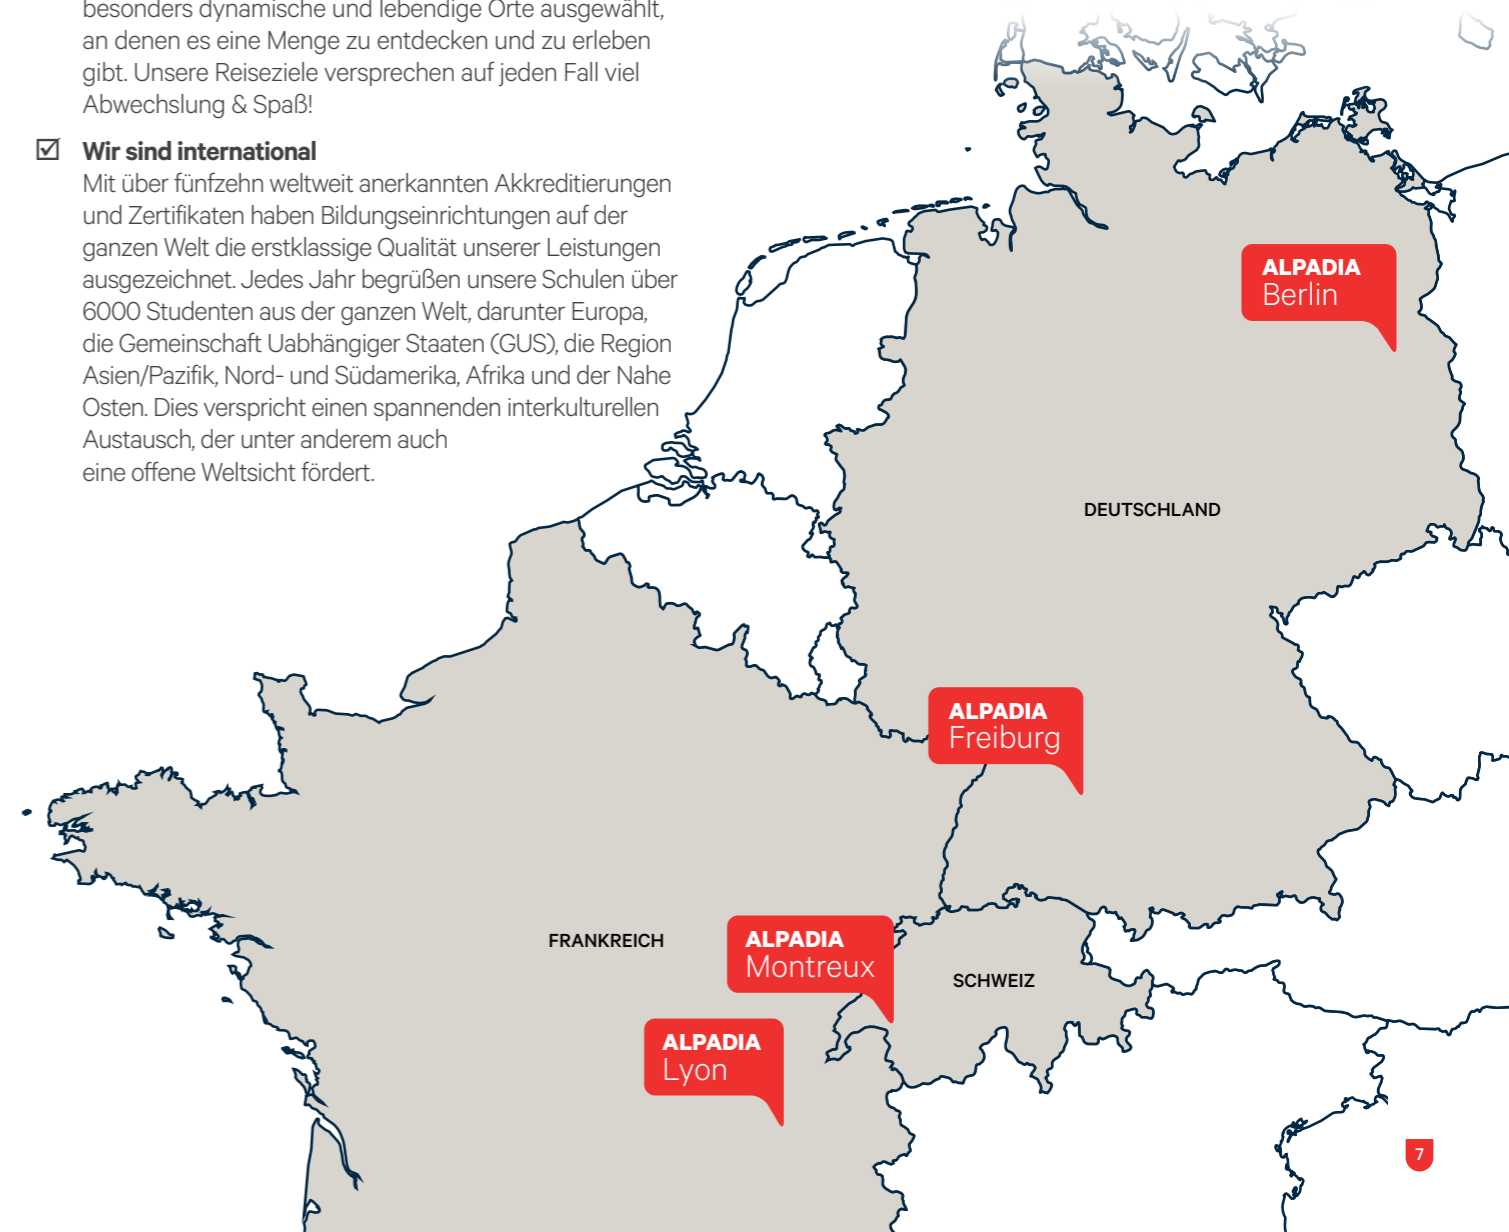 besonders dynamische und lebendige Orte ausgewählt,
an denen es eine Menge zu entdecken und zu erleben
gibt. Unsere Reiseziele versprechen auf jeden Fall viel
Abwechslung & Spaß!
☑ Wir sind international
Mit über fünfzehn weltweit anerkannten Akkreditierungen
und Zertifikaten haben Bildungseinrichtungen auf der
ganzen Welt die erstklassige Qualität unserer Leistungen
ausgezeichnet. Jedes Jahr begrüßen unsere Schulen über
6000 Studenten aus der ganzen Welt, darunter Europa,
die Gemeinschaft Uabhängiger Staaten (GUS), die Region
Asien/Pazifik, Nord- und Südamerika, Afrika und der Nahe
Osten. Dies verspricht einen spannenden interkulturellen
Austausch, der unter anderem auch
eine offene Weltsicht fördert.
ALPADIA
Berlin
DEUTSCHLAND
ALPADIA
Freiburg
FRANKREICH
ALPADIA
Montreux
SCHWEIZ
ALPADIA
Lyon
7